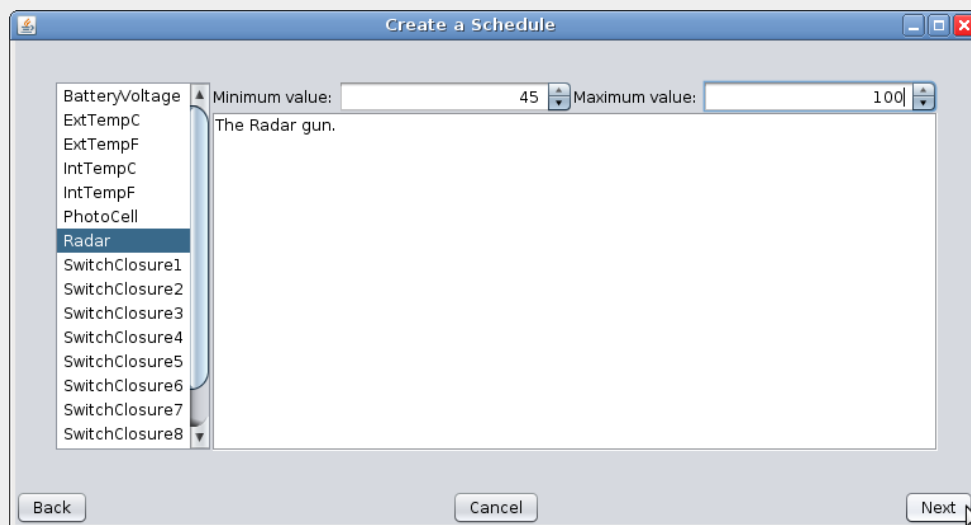 Create a Schedule
BatteryVoltage
ExtTempC
ExtTempF
IntTempC
IntTempF
PhotoCell
Radar
SwitchClosure1
SwitchClosure2
SwitchClosure3
SwitchClosure4
SwitchClosure5
SwitchClosure6
SwitchClosure7
SwitchClosure8
Minimum value: 45 Maximum value: 100
The Radar gun.
Back Cancel Next